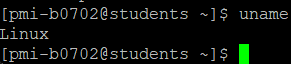 [pmi-b0702@students ~]$ uname
Linux
[pmi-b0702@students ~]$